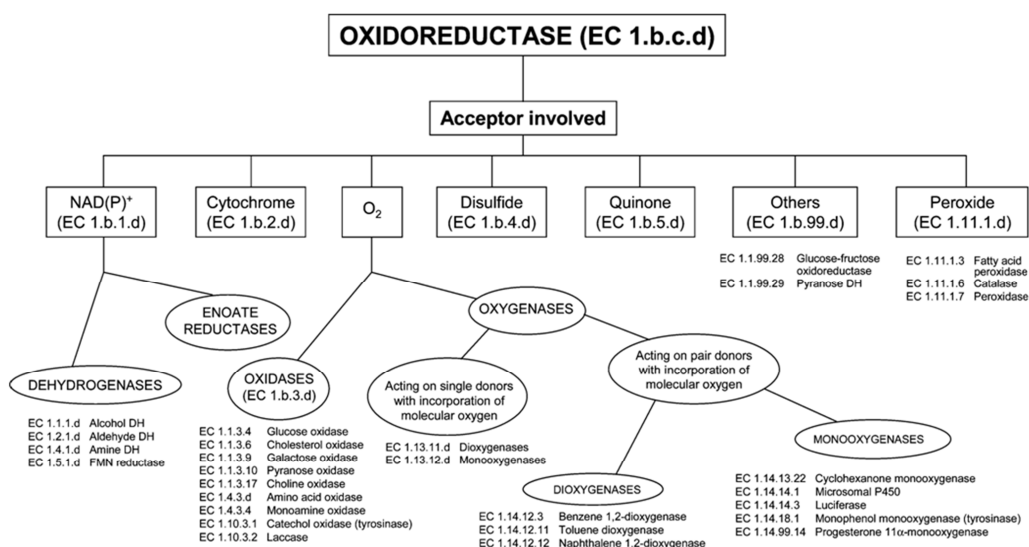 OXIDOREDUCTASE (EC 1.b.c.d)
Acceptor involved
NAD(P)⁺
(EC 1.b.1.d)
Cytochrome
(EC 1.b.2.d)
O₂
Disulfide
(EC 1.b.4.d)
Quinone
(EC 1.b.5.d)
Others
(EC 1.b.99.d)
Peroxide
(EC 1.11.1.d)
EC 1.1.99.28 Glucose-fructose
oxidoreductase
EC 1.1.99.29 Pyranose DH
EC 1.11.1.3 Fatty acid
peroxidase
EC 1.11.1.6 Catalase
EC 1.11.1.7 Peroxidase
ENOATE
REDUCTASES
OXYGENASES
DEHYDROGENASES
OXIDASES
(EC 1.b.3.d)
Acting on single donors
with incorporation of
molecular oxygen
Acting on pair donors
with incorporation of
molecular oxygen
EC 1.1.1.d Alcohol DH
EC 1.2.1.d Aldehyde DH
EC 1.4.1.d Amine DH
EC 1.5.1.d FMN reductase
EC 1.1.3.4 Glucose oxidase
EC 1.1.3.6 Cholesterol oxidase
EC 1.1.3.9 Galactose oxidase
EC 1.1.3.10 Pyranose oxidase
EC 1.1.3.17 Choline oxidase
EC 1.4.3.d Amino acid oxidase
EC 1.4.3.4 Monoamine oxidase
EC 1.10.3.1 Catechol oxidase (tyrosinase)
EC 1.10.3.2 Laccase
EC 1.13.11.d Dioxygenases
EC 1.13.12.d Monooxygenases
DIOXYGENASES
EC 1.14.12.3 Benzene 1,2-dioxygenase
EC 1.14.12.11 Toluene dioxygenase
EC 1.14.12.12 Naphthalene 1,2-dioxygenase
MONOOXYGENASES
EC 1.14.13.22 Cyclohexanone monooxygenase
EC 1.14.14.1 Microsomal P450
EC 1.14.14.3 Luciferase
EC 1.14.18.1 Monophenol monooxygenase (tyrosinase)
EC 1.14.99.14 Progesterone 11α-monooxygenase